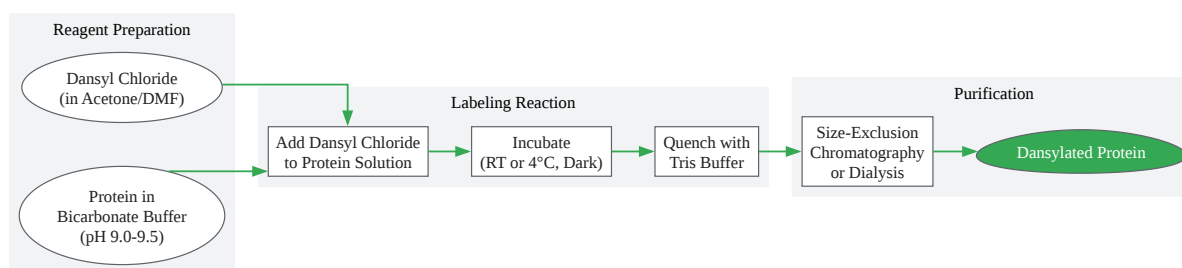 Reagent Preparation
Dansyl Chloride
(in Acetone/DMF)
Protein in
Bicarbonate Buffer
(pH 9.0-9.5)
Labeling Reaction
Add Dansyl Chloride
to Protein Solution
Incubate
(RT or 4°C, Dark)
Quench with
Tris Buffer
Purification
Size-Exclusion
Chromatography
or Dialysis
Dansylated Protein